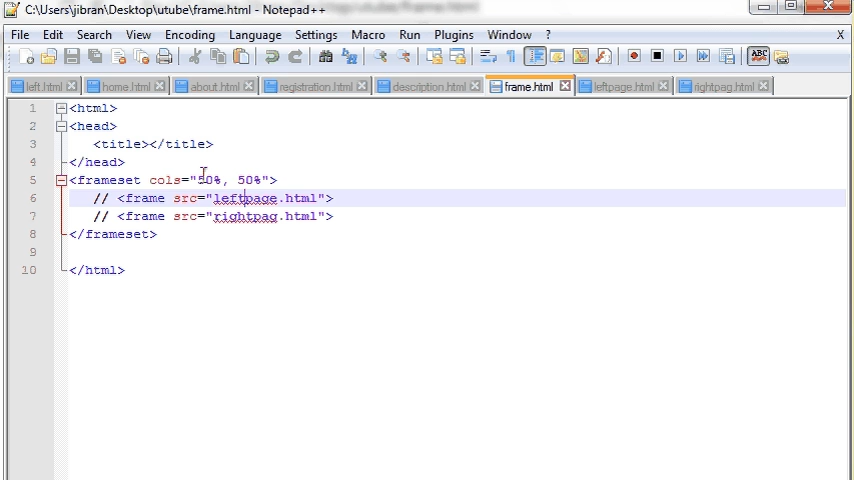 C:\Users\jibran\Desktop\utube\frame.html - Notepad++
File Edit Search View Encoding Language Settings Macro Run Plugins Window ? X
left.html home.html about.html registration.html description.html frame.html leftpage.html rightpag.html
1 <html>
2 <head>
3 <title></title>
4 </head>
5 <frameset cols="50%, 50%">
6 // <frame src="leftpage.html">
7 // <frame src="rightpag.html">
8 </frameset>
9
10 </html>